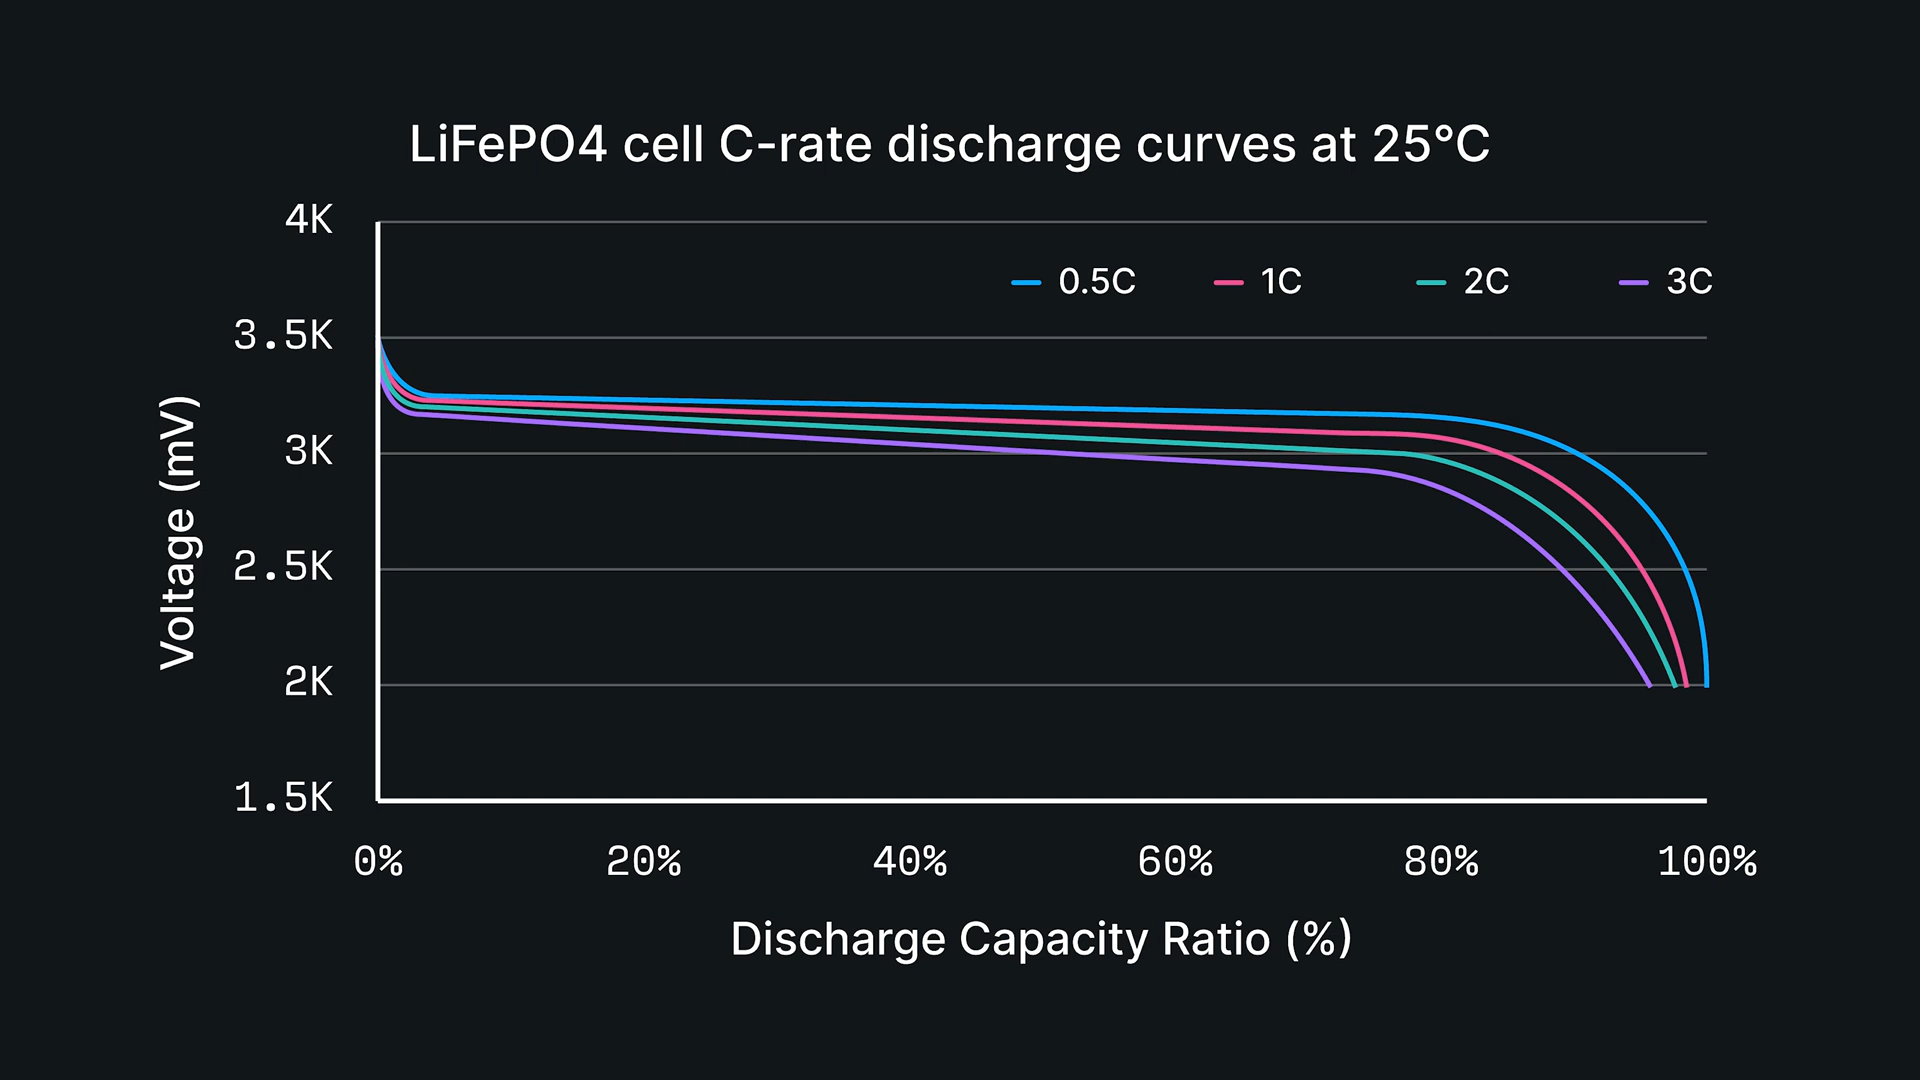 LiFePO4 cell C-rate discharge curves at 25°C
4K
0.5C 1C 2C 3C
3.5K
3K
2.5K
2K
1.5K
Voltage (mV)
0% 20% 40% 60% 80% 100%
Discharge Capacity Ratio (%)